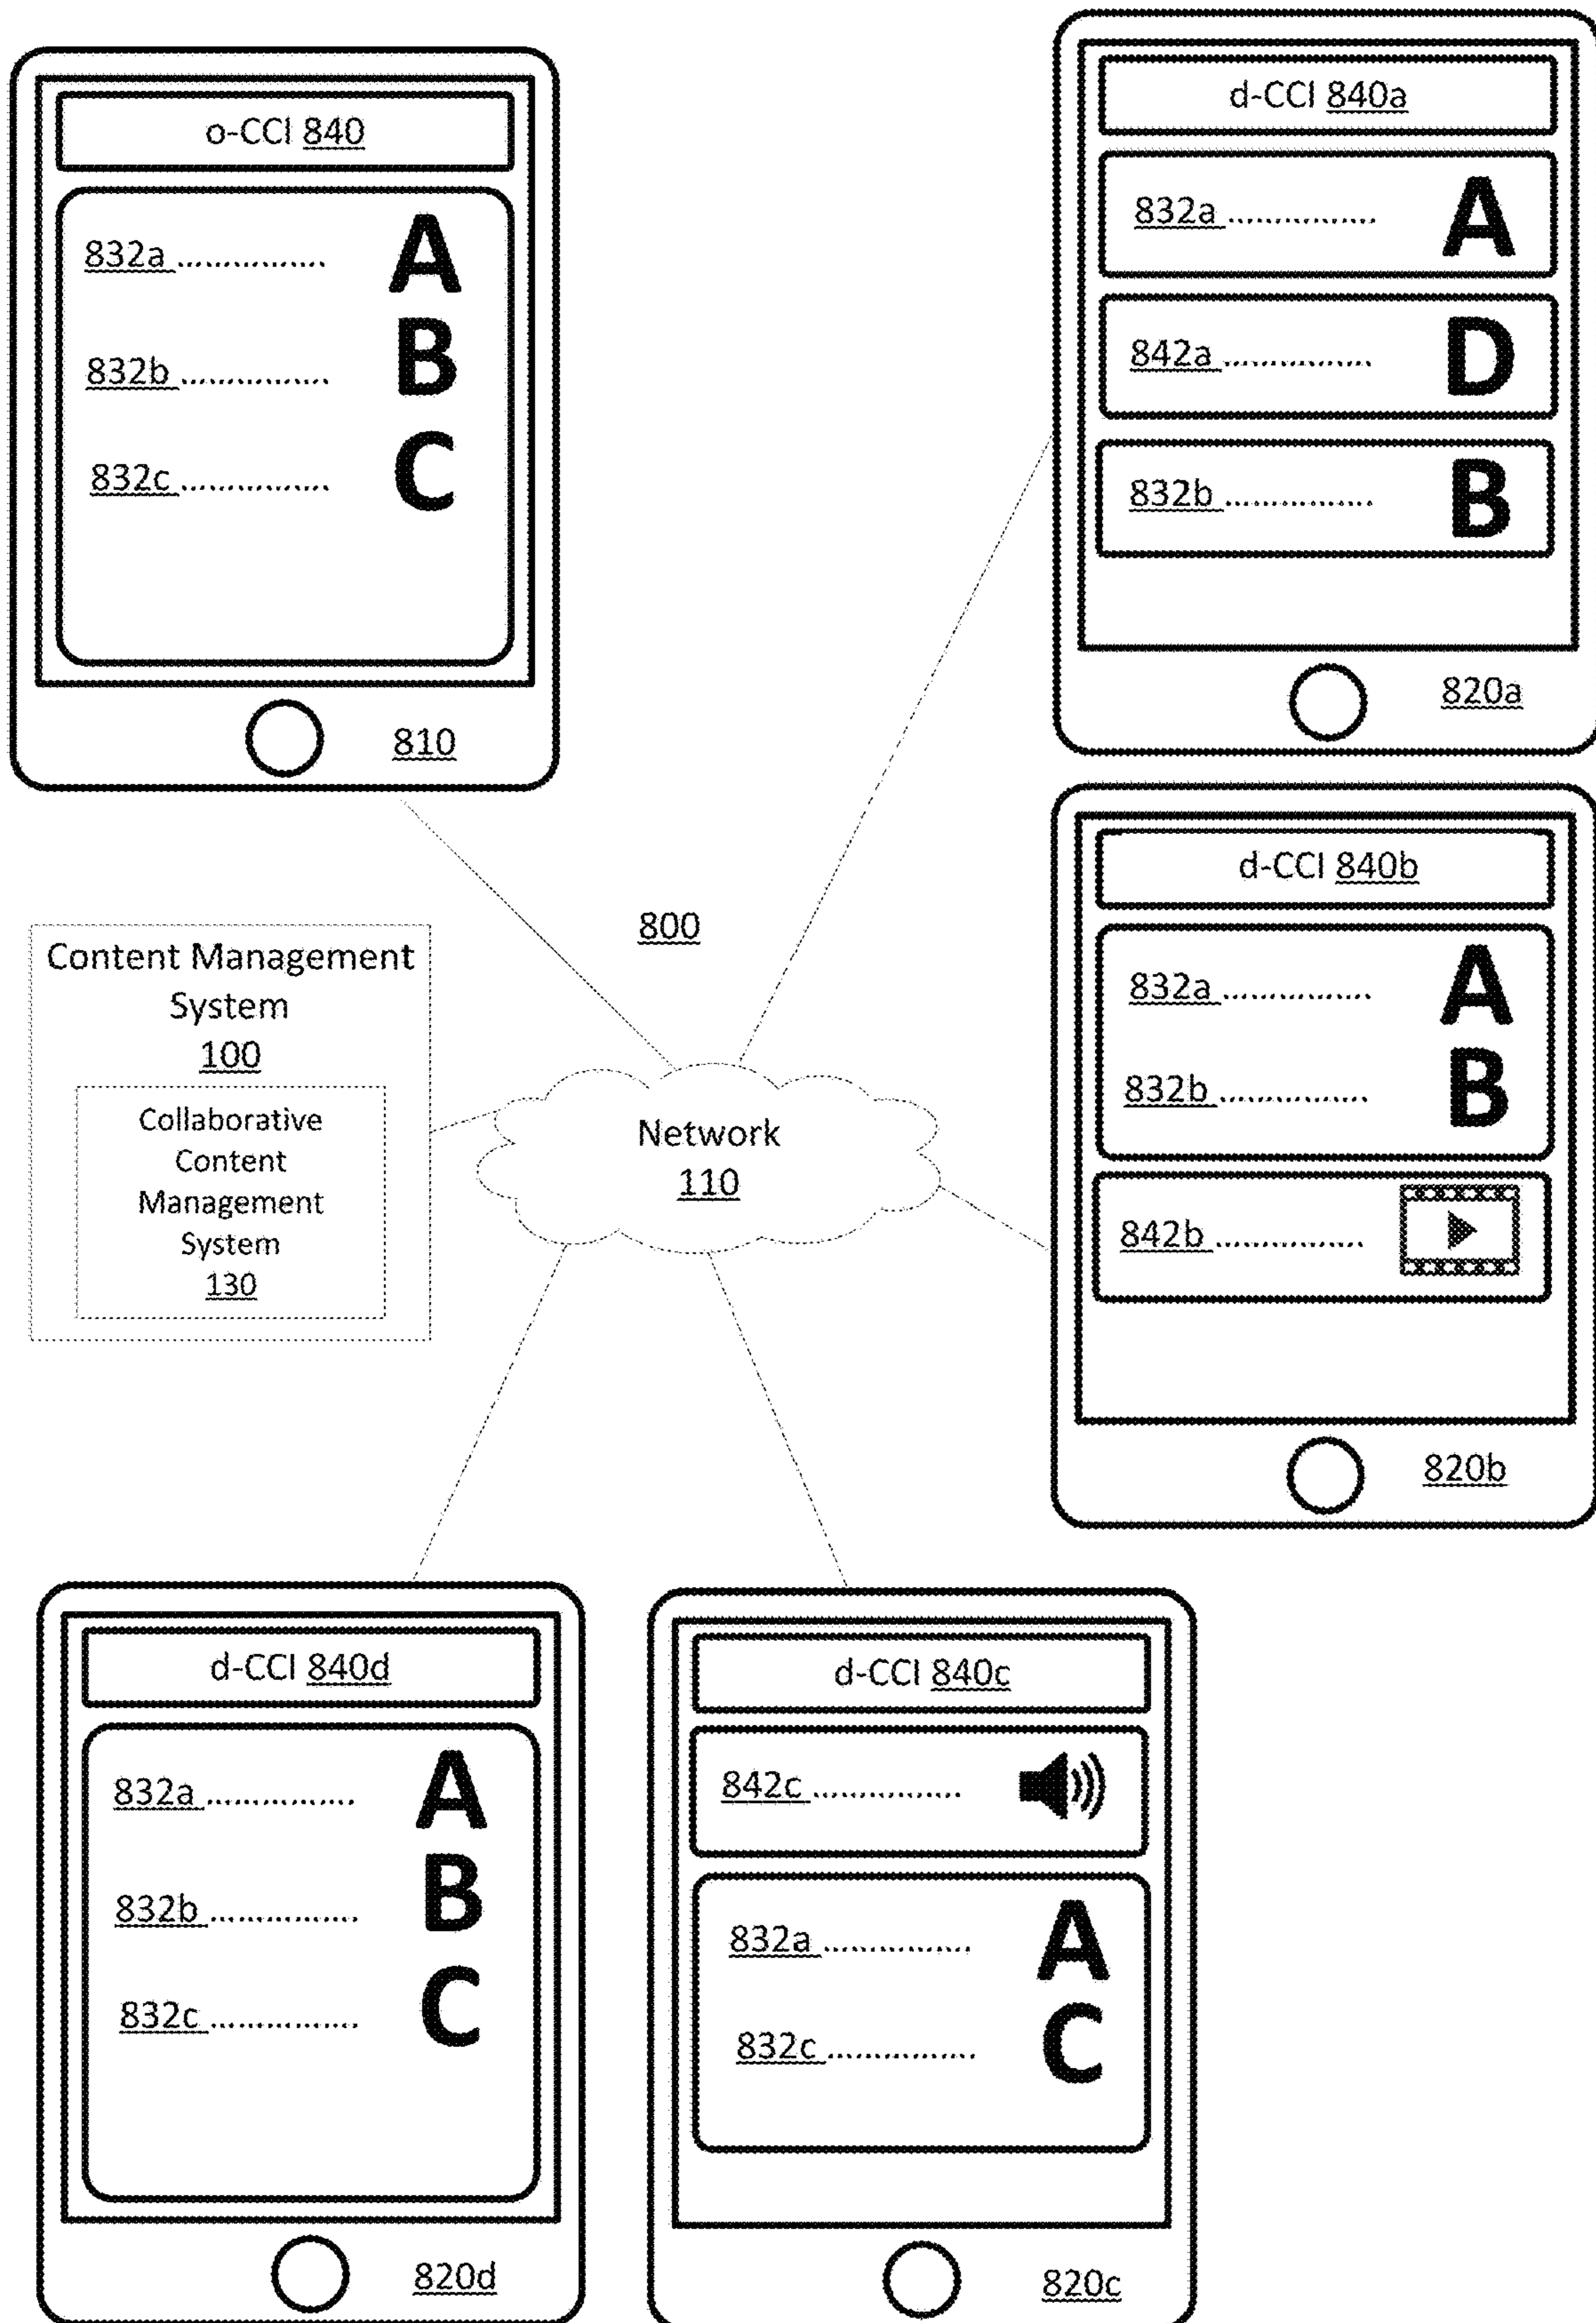 o-CCI 840
832a ............... A
832b ............... B
832c ............... C
810
d-CCI 840a
832a ............... A
842a ............... D
832b ............... B
820a
800
Content Management
System
100
Collaborative
Content
Management
System
130
Network
110
d-CCI 840b
832a ............... A
832b ............... B
842b ...............
820b
d-CCI 840d
832a ............... A
832b ............... B
832c ............... C
820d
d-CCI 840c
842c ...............
832a ............... A
832c ............... C
820c